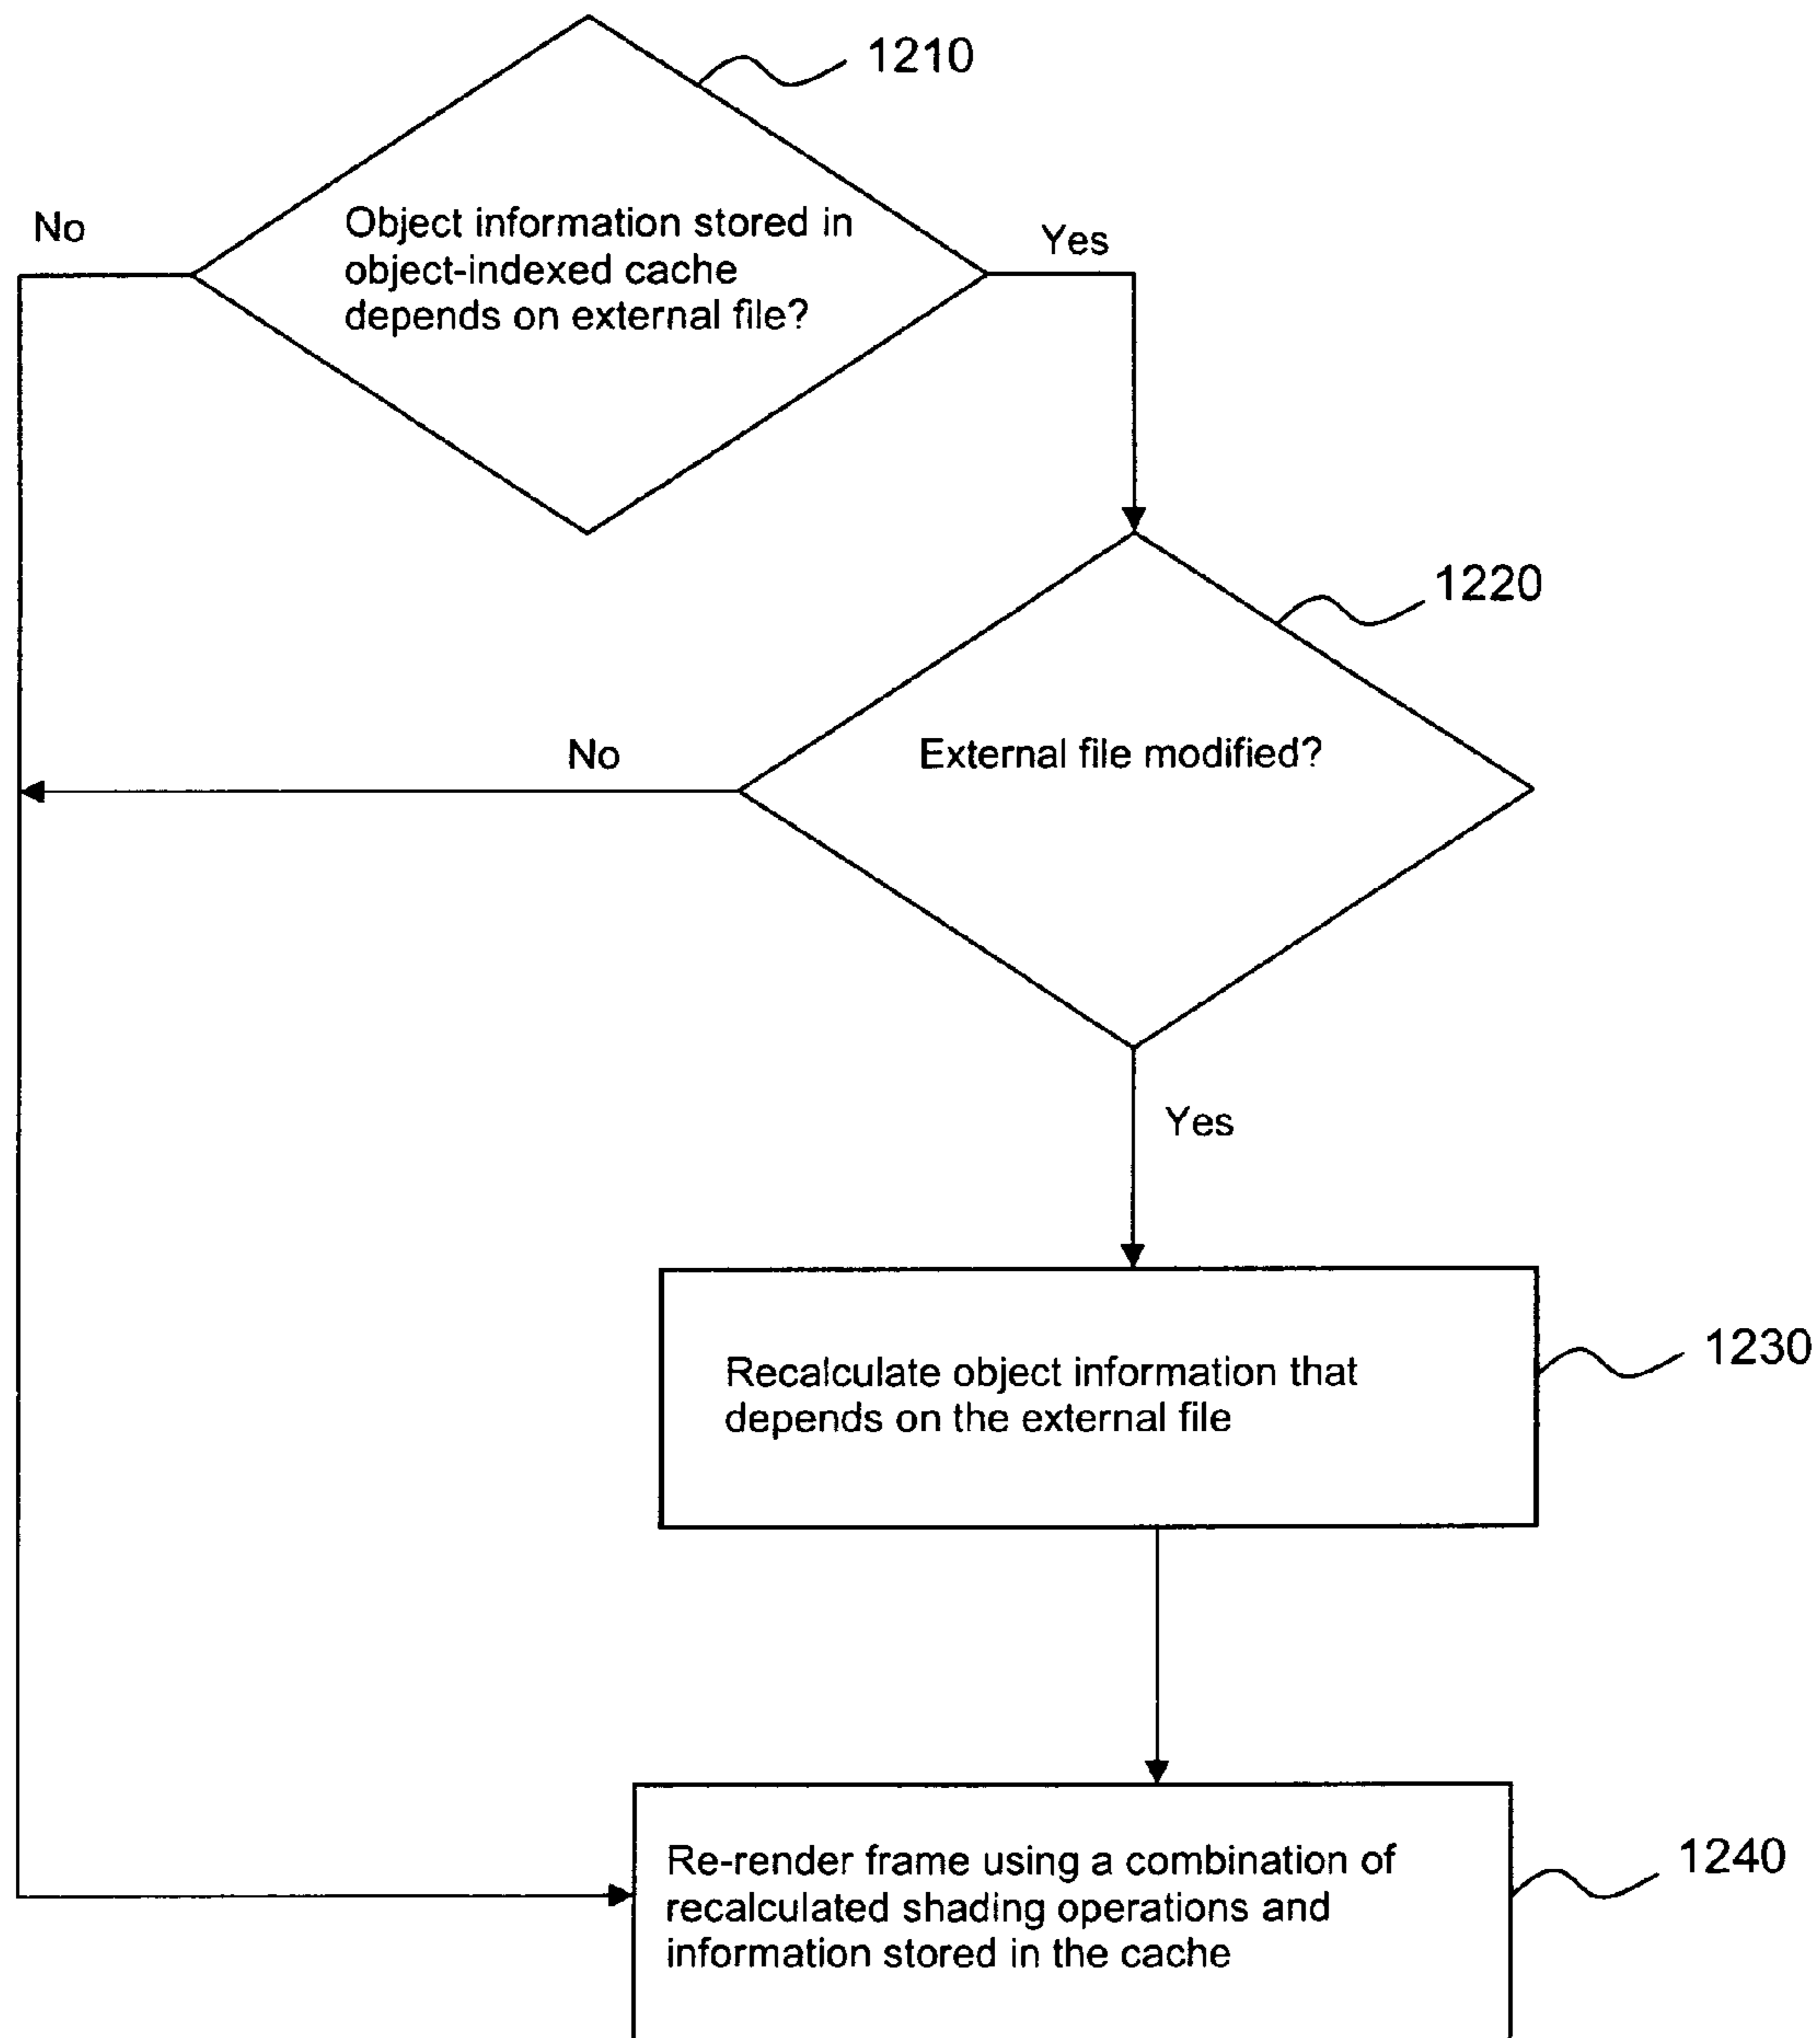 1210
No
Object information stored in
object-indexed cache
depends on external file?
Yes
1220
No
External file modified?
Yes
1230
Recalculate object information that
depends on the external file
1240
Re-render frame using a combination of
recalculated shading operations and
information stored in the cache